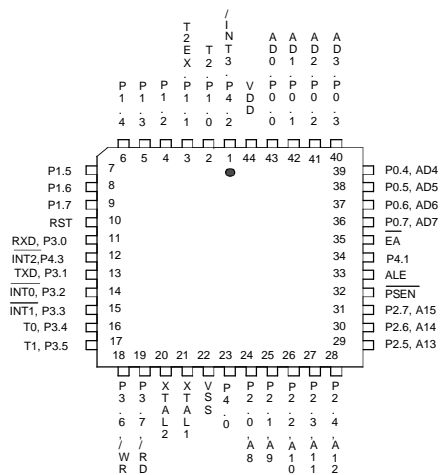 P1.4
P1.3
P1.2
T2EX,P1.1
T2,P1.0
/INT3,P4.2
VDD
AD0,P0.0
AD1,P0.1
AD2,P0.2
AD3,P0.3
6 5 4 3 2 1 44 43 42 41 40
P1.5 7
P1.6 8
P1.7 9
RST 10
RXD, P3.0 11
INT2,P4.3 12
TXD, P3.1 13
INT0, P3.2 14
INT1, P3.3 15
T0, P3.4 16
T1, P3.5 17
39 P0.4, AD4
38 P0.5, AD5
37 P0.6, AD6
36 P0.7, AD7
35 EA
34 P4.1
33 ALE
32 PSEN
31 P2.7, A15
30 P2.6, A14
29 P2.5, A13
18 19 20 21 22 23 24 25 26 27 28
P3.6,/WR
P3.7,/RD
XTAL2
XTAL1
VSS
P4.0
P2.0,A8
P2.1,A9
P2.2,A10
P2.3,A11
P2.4,A12